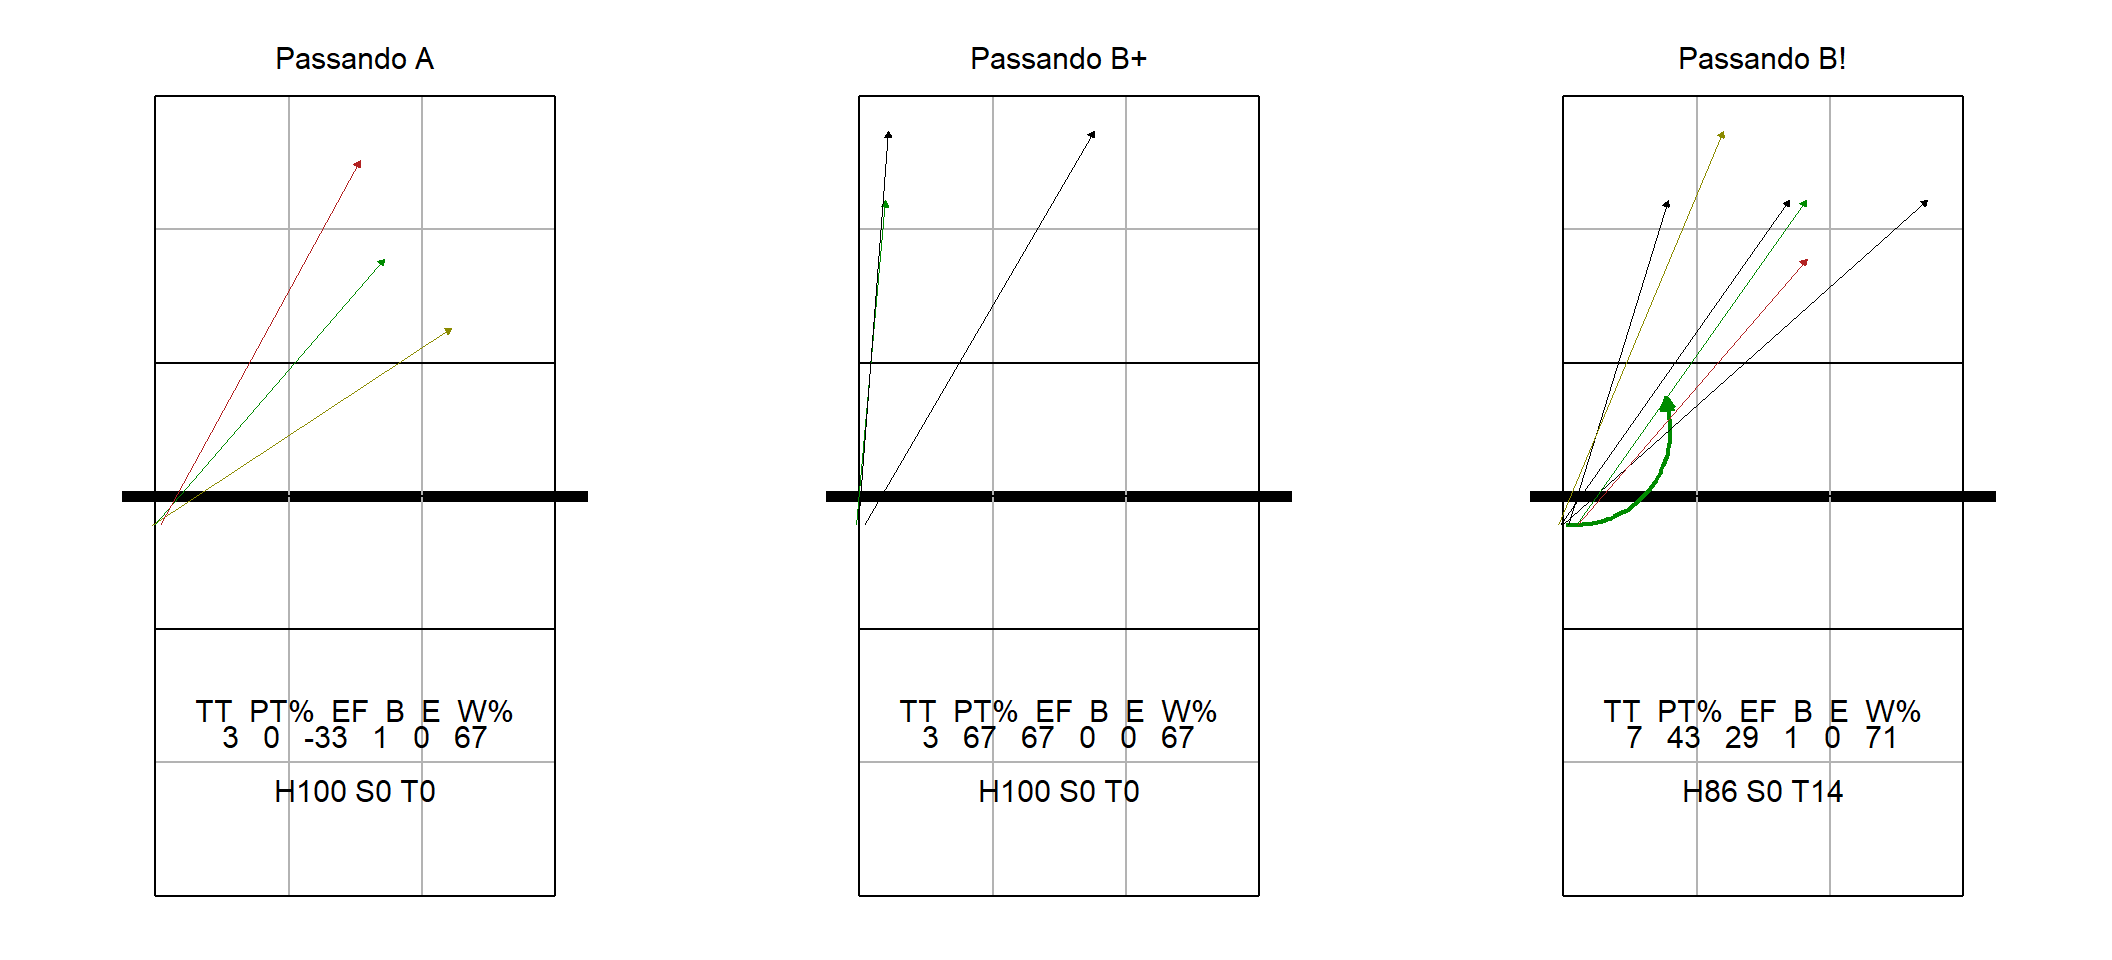 Passando A
TT PT% EF B E W%
3 0 -33 1 0 67
H100 S0 T0
Passando B+
TT PT% EF B E W%
3 67 67 0 0 67
H100 S0 T0
Passando B!
TT PT% EF B E W%
7 43 29 1 0 71
H86 S0 T14